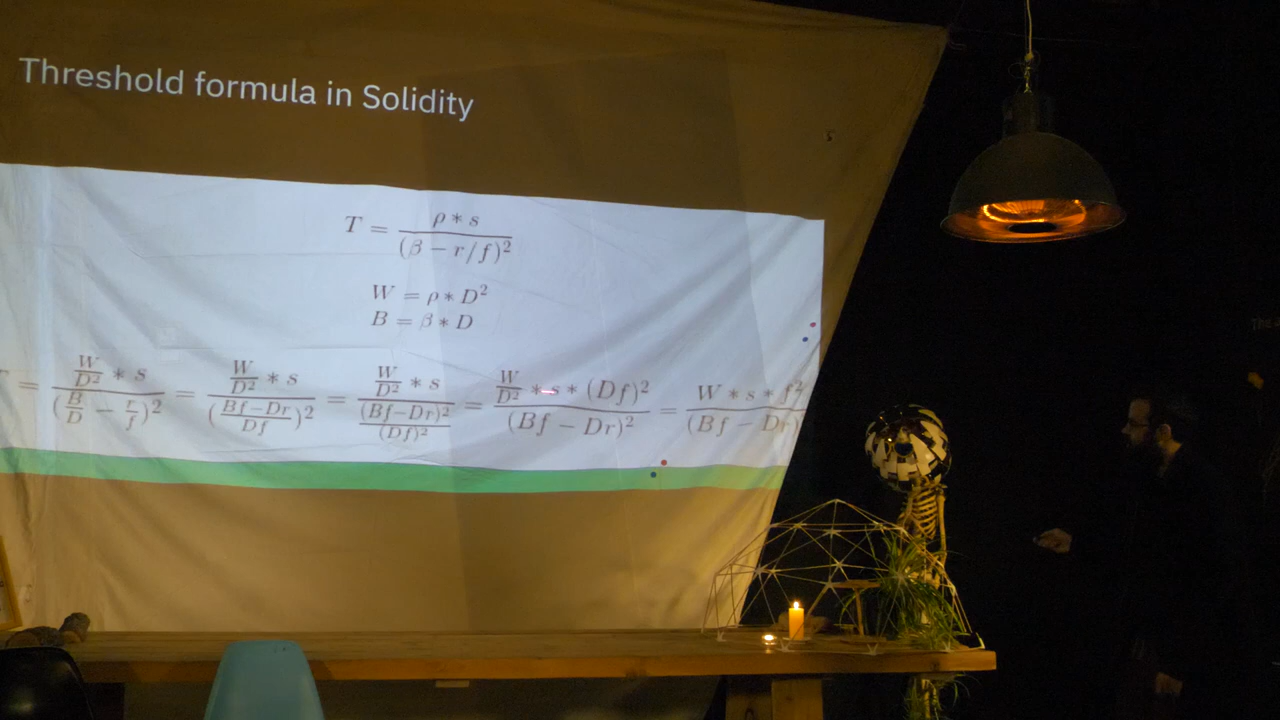 Threshold formula in Solidity
T = ρ * s / (β − r/f)²
W = ρ * D²
B = β * D
= W/D² * s / (B/D − r/f)² = W/D² * s / ((Bf−Dr)/Df)² = W/D² * s / ((Bf−Dr)²/(Df)²) = W/D² * s * (Df)² / (Bf − Dr)² = W * s * f² / (Bf − Dr)²